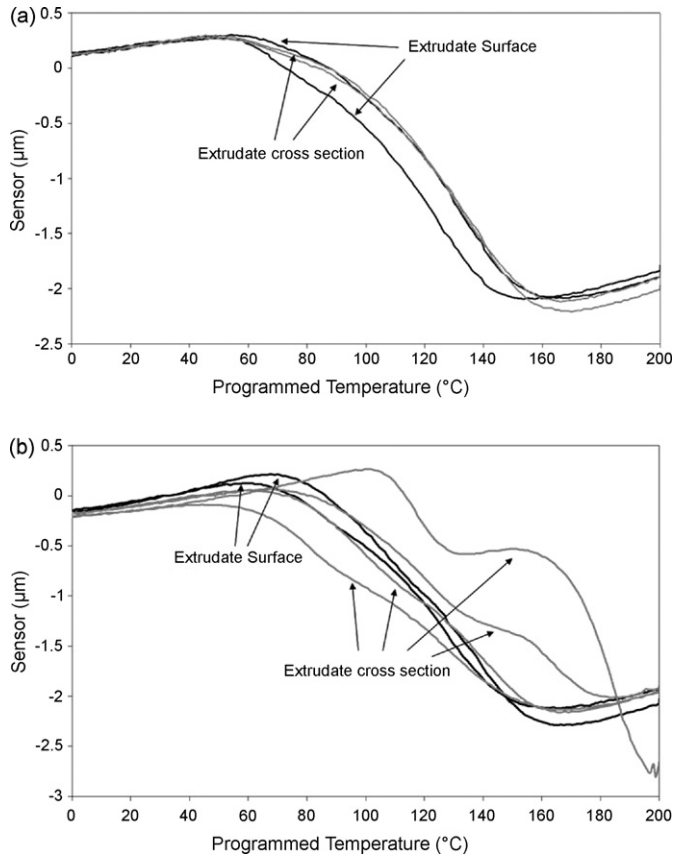 (a)
0.5
0
-0.5
-1
-1.5
-2
-2.5
Sensor (µm)
Extrudate Surface
Extrudate cross section
0 20 40 60 80 100 120 140 160 180 200
Programmed Temperature (°C)
(b)
0.5
0
-0.5
-1
-1.5
-2
-2.5
-3
Sensor (µm)
Extrudate Surface
Extrudate cross section
0 20 40 60 80 100 120 140 160 180 200
Programmed Temperature (°C)